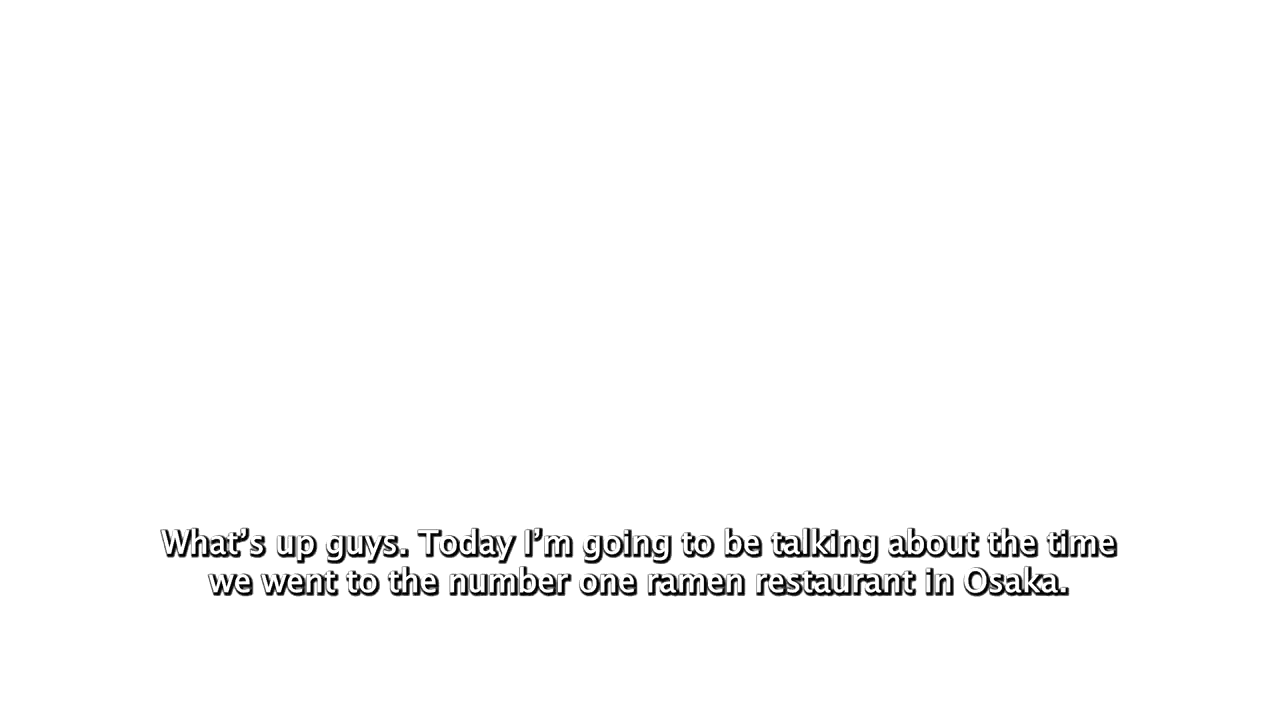 What’s up guys. Today I’m going to be talking about the time
we went to the number one ramen restaurant in Osaka.